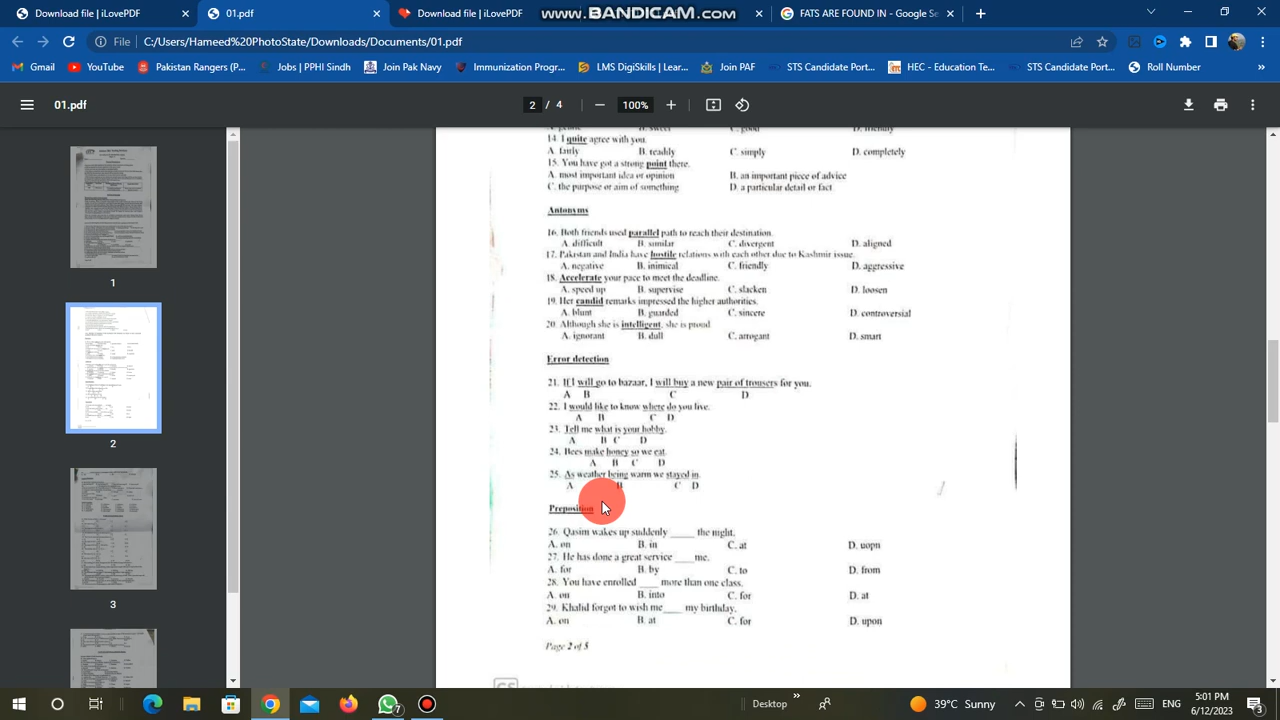 Download file | iLovePDF
01.pdf
Download file | iLovePDF
WWW.BANDICAM.COM
FATS ARE FOUND IN - Google Se
File
C:/Users/Hameed%20PhotoState/Downloads/Documents/01.pdf
Gmail
YouTube
Pakistan Rangers (P...
Jobs | PPHI Sindh
Join Pak Navy
Immunization Progr...
LMS DigiSkills | Lear...
Join PAF
STS Candidate Port...
HEC - Education Te...
STS Candidate Port...
Roll Number
»
01.pdf
2 / 4
100%
1
2
3
14. I quite agree with you.
A. fairly B. readily C. simply D. completely
15. You have got a strong point there.
A. most important idea or opinion B. an important piece of advice
C. the purpose or aim of something D. a particular detail or fact
Antonyms
16. Both friends used parallel path to reach their destination.
A. difficult B. similar C. divergent D. aligned
17. Pakistan and India have hostile relations with each other due to Kashmir issue.
A. negative B. inimical C. friendly D. aggressive
18. Accelerate your pace to meet the deadline.
A. speed up B. supervise C. slacken D. loosen
19. Her candid remarks impressed the higher authorities.
A. blunt B. guarded C. sincere D. controversial
Although she is intelligent, she is proud
A. ignorant B. dull C. arrogant D. smart
Error detection
21. If I will go to bazaar, I will buy a new pair of trousers for you.
A B C D
22. I would like to know where do you live.
A B C D
23. Tell me what is your hobby.
A B C D
24. Bees make honey so we eat.
A B C D
25. As weather being warm we stayed in.
A B C D
Preposition
26. Qasim wakes up suddenly ____ the night.
A. on B. in C. at D. uopn
27. He has done a great service ___ me.
A. for B. by C. to D. from
28. You have enrolled ___ more than one class.
A. on B. into C. for D. at
29. Khalid forgot to wish me___ my birthday.
A. on B. at C. for D. upon
Page 2 of 5
CS
7
Desktop
»
39°C Sunny
5:01 PM
6/12/2023